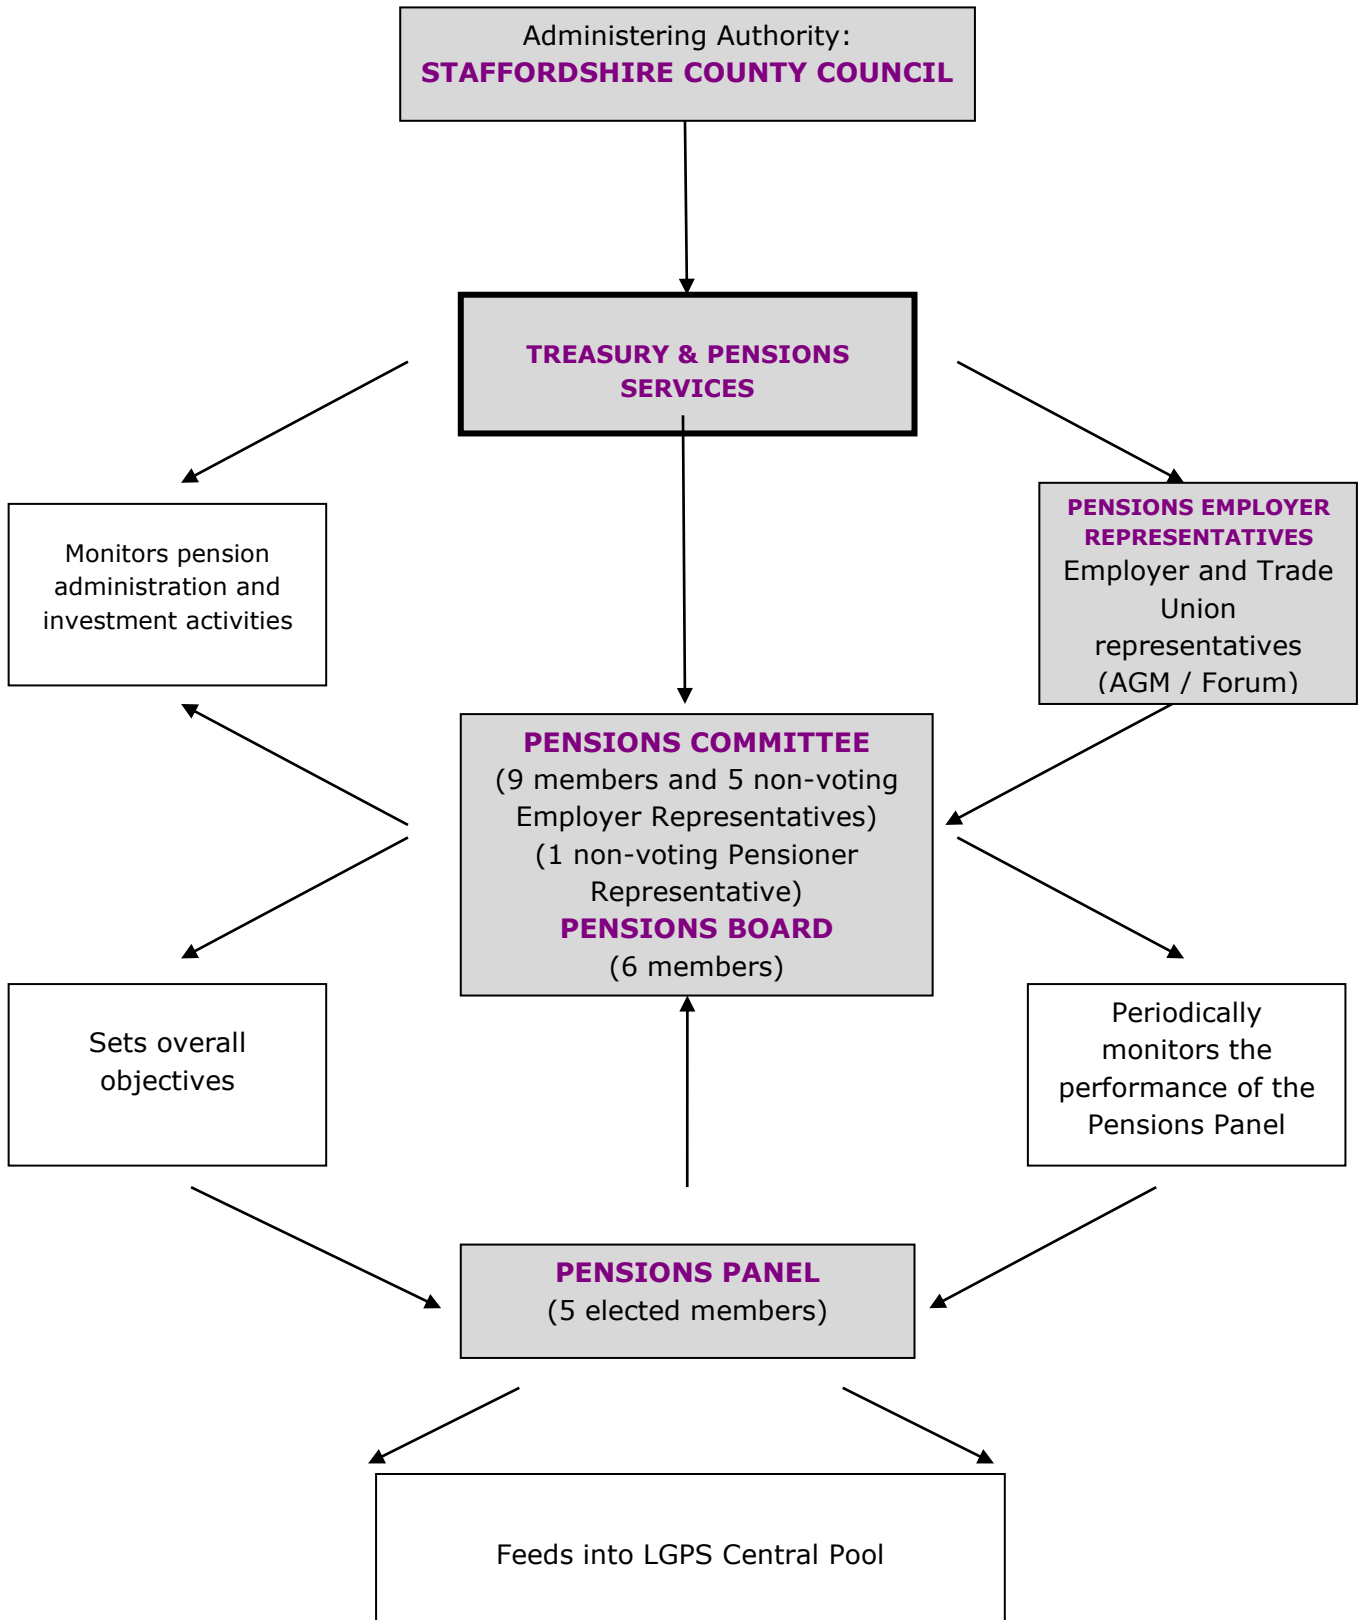 Administering Authority:
STAFFORDSHIRE COUNTY COUNCIL
TREASURY & PENSIONS
SERVICES
Monitors pension
administration and
investment activities
PENSIONS EMPLOYER
REPRESENTATIVES
Employer and Trade
Union
representatives
(AGM / Forum)
PENSIONS COMMITTEE
(9 members and 5 non-voting
Employer Representatives)
(1 non-voting Pensioner
Representative)
PENSIONS BOARD
(6 members)
Sets overall
objectives
Periodically
monitors the
performance of the
Pensions Panel
PENSIONS PANEL
(5 elected members)
Feeds into LGPS Central Pool